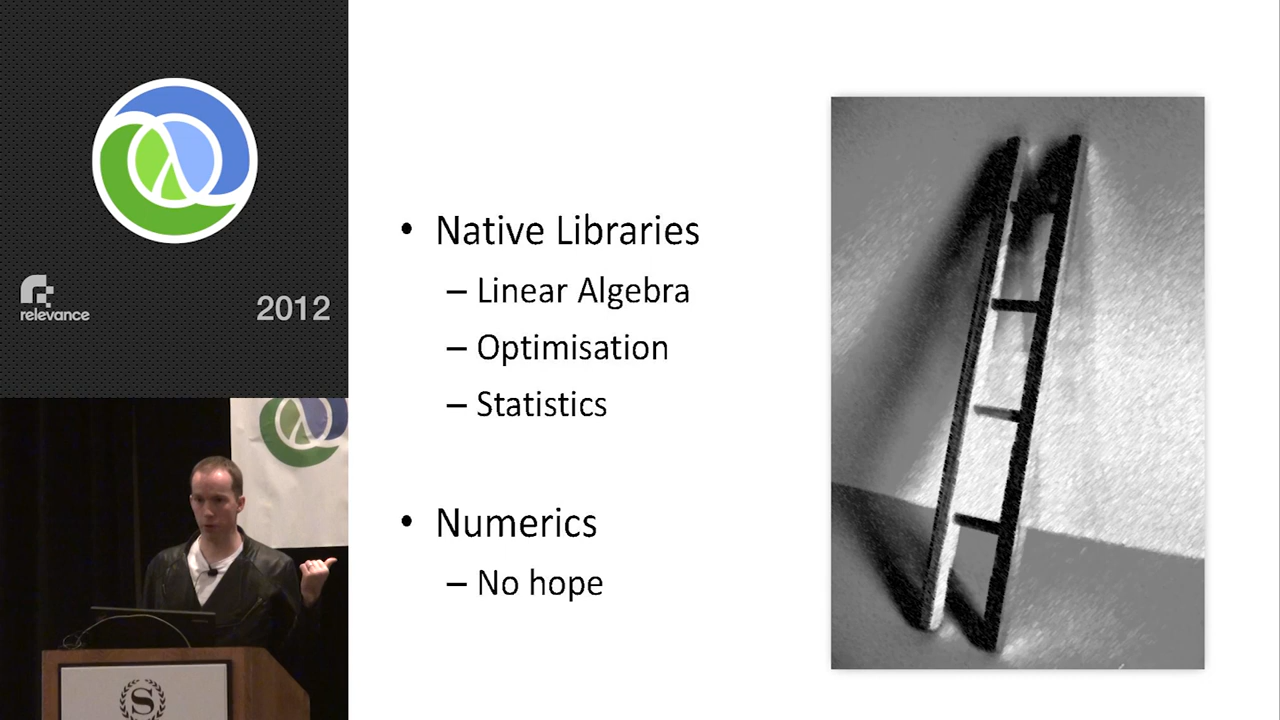 relevance
2012
• Native Libraries
– Linear Algebra
– Optimisation
– Statistics
• Numerics
– No hope
S